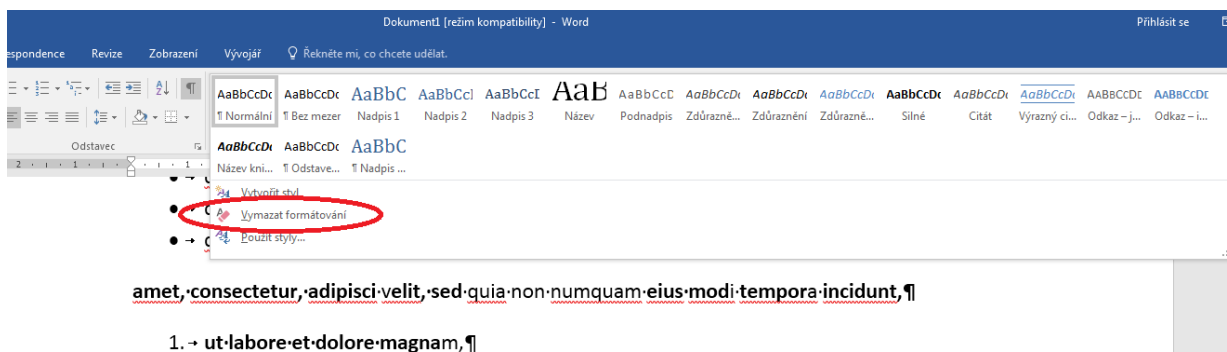 Dokument1 [režim kompatibility] - Word Přihlásit se
espondence Revize Zobrazení Vývojář Řekněte mi, co chcete udělat.
AaBbCcDc AaBbCcDc AaBbC AaBbCcI AaBbCcI AaB AaBbCcC AaBbCcDc AaBbCcDc AaBbCcDc AaBbCcDc AaBbCcDc AaBbCcDc AABBCCDE AABBCCDE
¶ Normální ¶ Bez mezer Nadpis 1 Nadpis 2 Nadpis 3 Název Podnadpis Zdůrazně... Zdůraznění Zdůrazně... Silné Citát Výrazný ci... Odkaz – j... Odkaz – i...
Odstavec
AaBbCcDc AaBbCcDc AaBbC
Název kni... ¶ Odstave... ¶ Nadpis ...
2 1 1
Vytvořit styl
Vymazat formátování
Použít styly...
amet, consectetur, adipisci velit, sed quia non numquam eius modi tempora incidunt,¶
1. ut labore et dolore magnam,¶